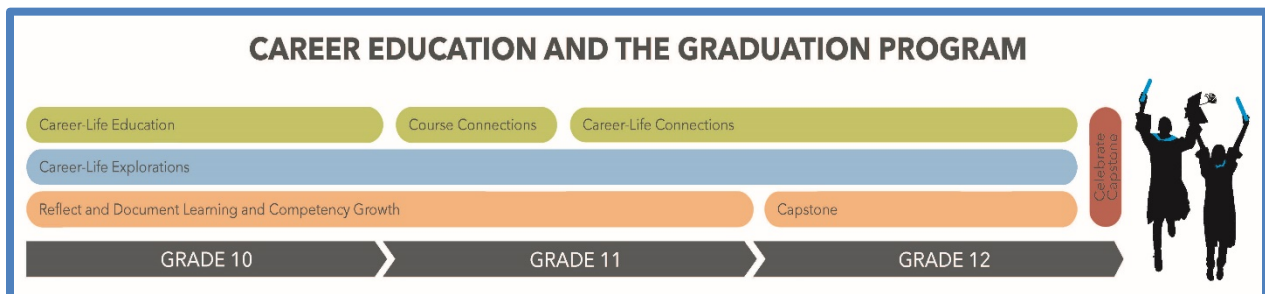 CAREER EDUCATION AND THE GRADUATION PROGRAM
Career-Life Education
Course Connections
Career-Life Connections
Career-Life Explorations
Reflect and Document Learning and Competency Growth
Capstone
Celebrate
Capstone
GRADE 10
GRADE 11
GRADE 12